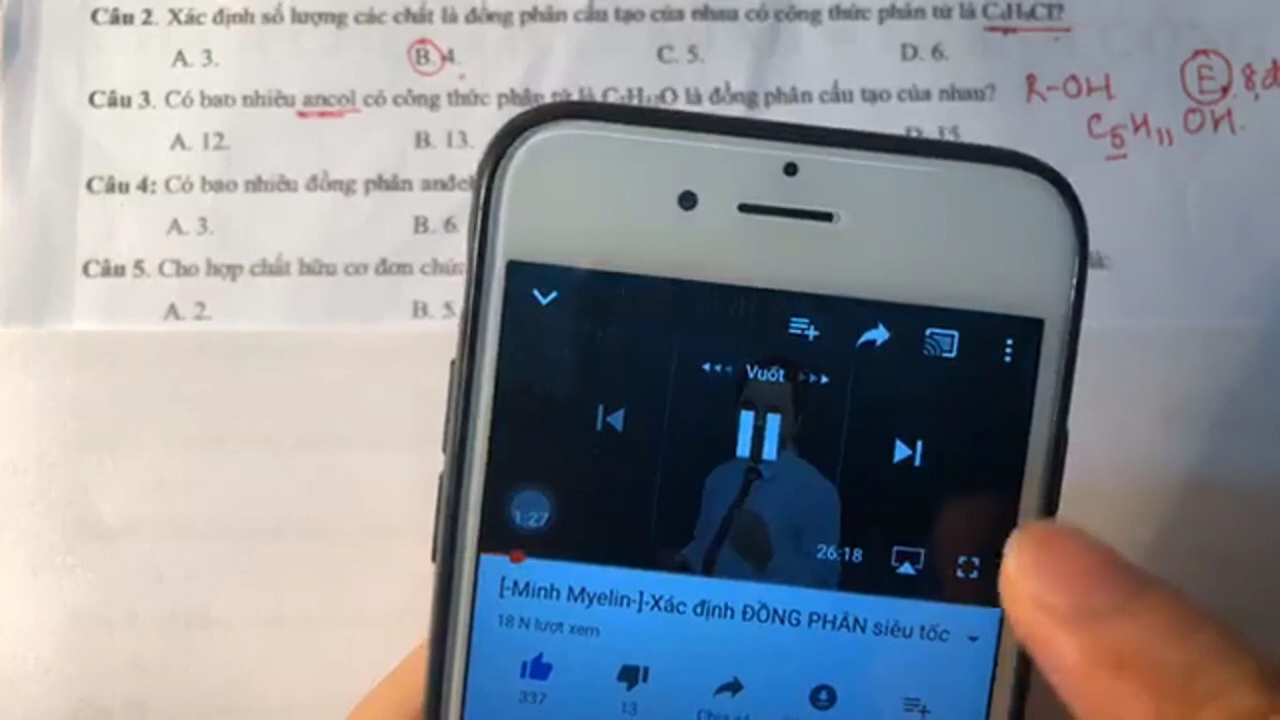 Câu 2. Xác định số lượng các chất là đồng phân cấu tạo của nhau có công thức phân tử là C₄H₉Cl?
A. 3. B. 4. C. 5. D. 6.
Câu 3. Có bao nhiêu ancol có công thức phân tử là là đồng phân cấu tạo của nhau?
R-OH E 8,
C₅H₁₁OH.
A. 12. B. 13. D. 15.
Câu 4: Có bao nhiêu đồng phân
A. 3. B. 6
Câu 5. Cho hợp chất hữu cơ đơn
A. 2. B. 5
Vuốt
1:27
26:18
[-Minh Myelin-]-Xác định ĐỒNG PHÂN siêu tốc
18 N lượt xem
337 13 Chia sẻ